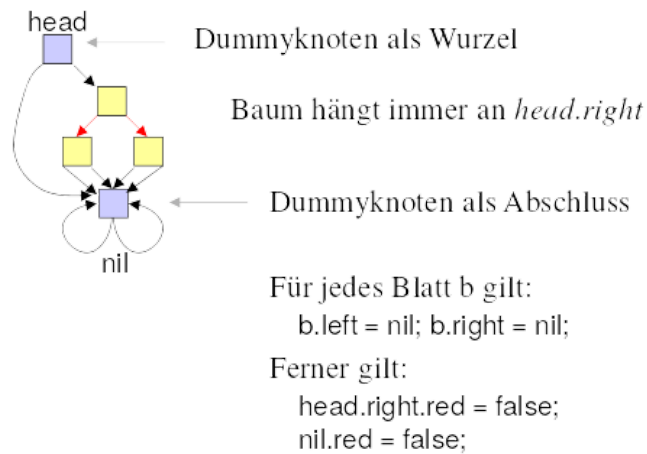 head
Dummyknoten als Wurzel
Baum hängt immer an head.right
Dummyknoten als Abschluss
nil
Für jedes Blatt b gilt:
b.left = nil; b.right = nil;
Ferner gilt:
head.right.red = false;
nil.red = false;